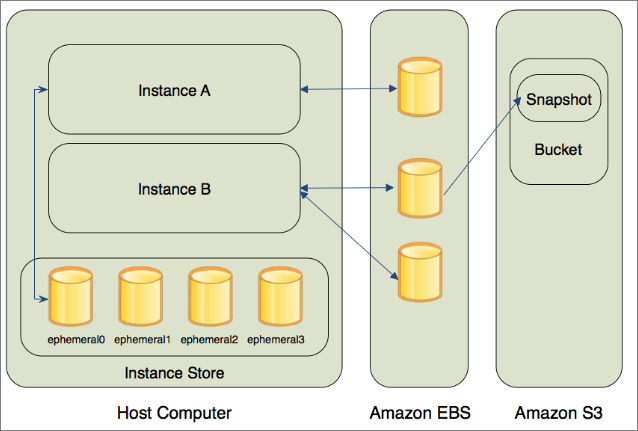 Instance A
Instance B
ephemeral0 ephemeral1 ephemeral2 ephemeral3
Instance Store
Host Computer
Amazon EBS
Snapshot
Bucket
Amazon S3